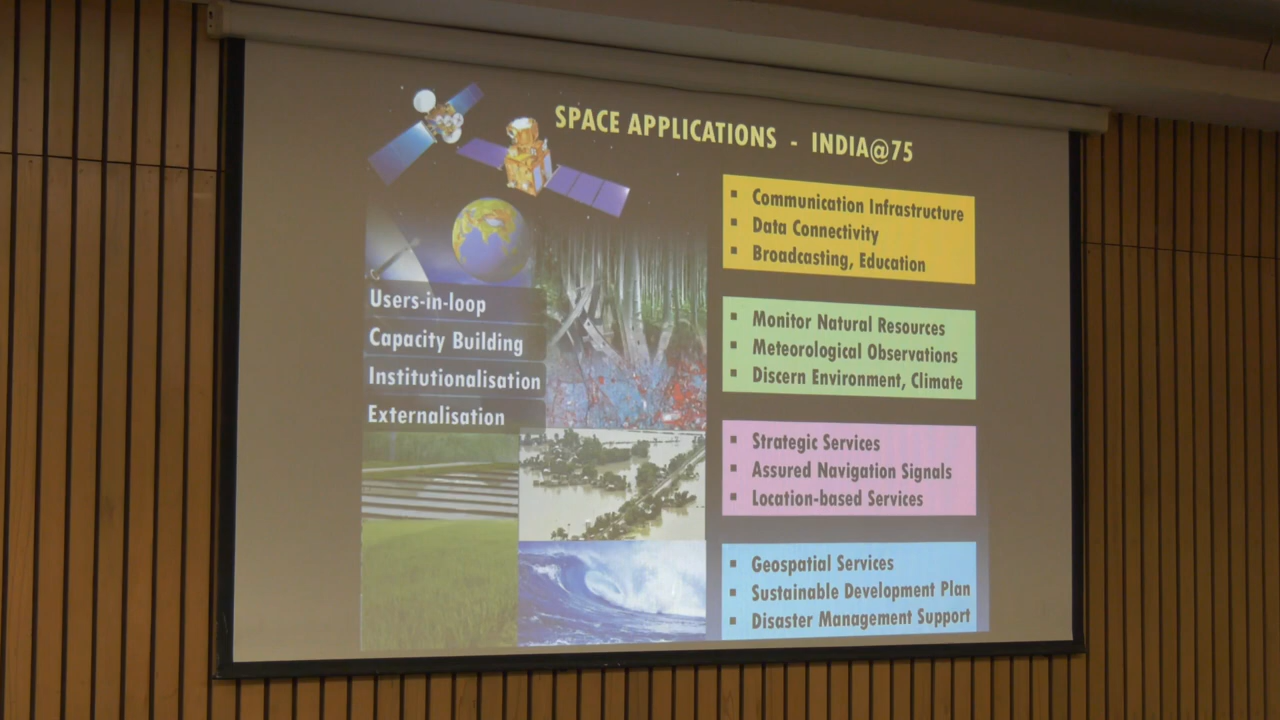 SPACE APPLICATIONS - INDIA@75
Users-in-loop
Capacity Building
Institutionalisation
Externalisation
▪ Communication Infrastructure
▪ Data Connectivity
▪ Broadcasting, Education
▪ Monitor Natural Resources
▪ Meteorological Observations
▪ Discern Environment, Climate
▪ Strategic Services
▪ Assured Navigation Signals
▪ Location-based Services
▪ Geospatial Services
▪ Sustainable Development Plan
▪ Disaster Management Support